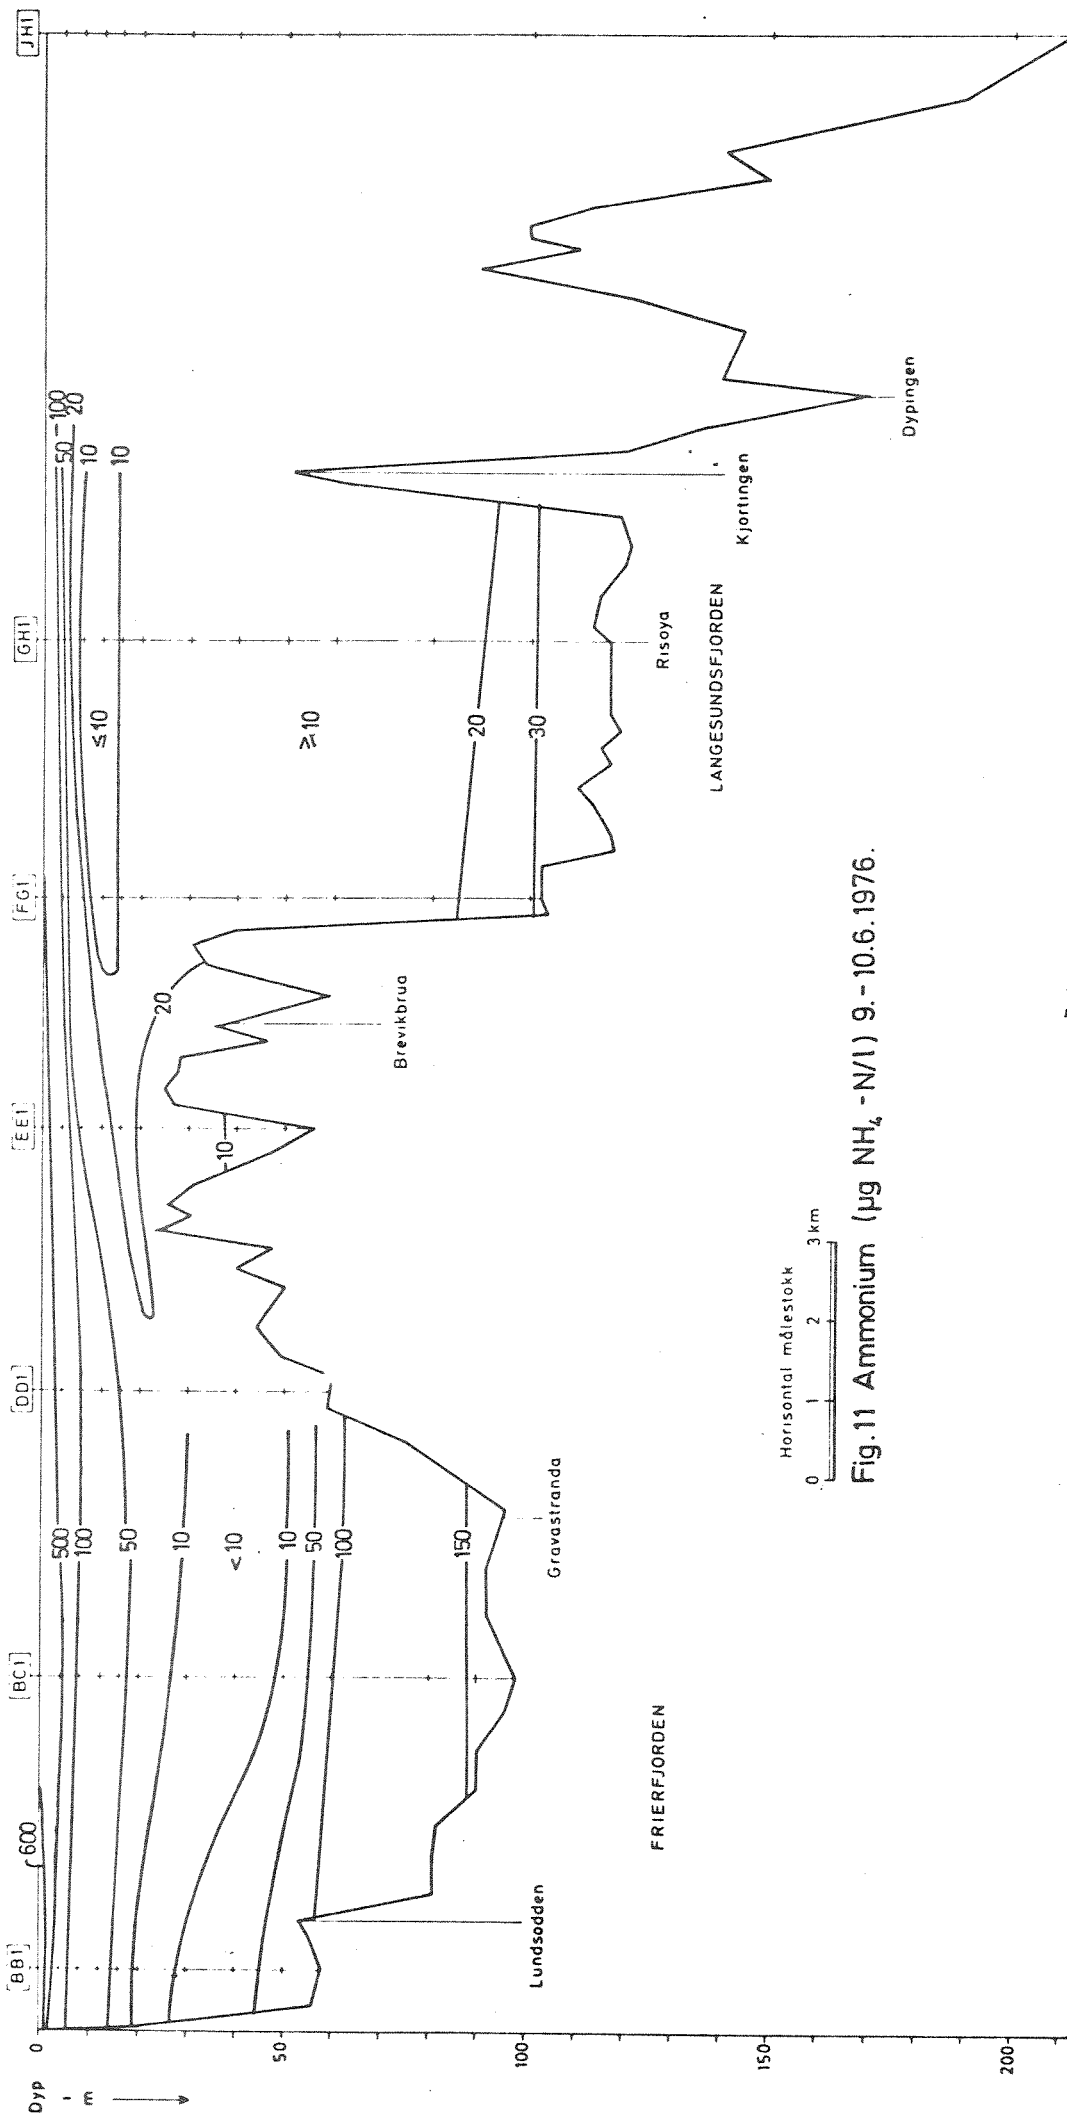 Dyp
i
m
0
50
100
150
200
BB1
BC1
DD1
EE1
FG1
GH1
JH1
600
500
100
50
10
<10
10
50
100
150
20
10
50
100
20
10
10
≤10
≥10
20
30
Lundsodden
Gravastranda
Brevikbrua
Risoya
Kjortingen
Dypingen
FRIERFJORDEN
LANGESUNDSFJORDEN
Horisontal målestokk
0 1 2 3 km
Fig. 11 Ammonium (µg NH₄ -N/l) 9.-10.6.1976.